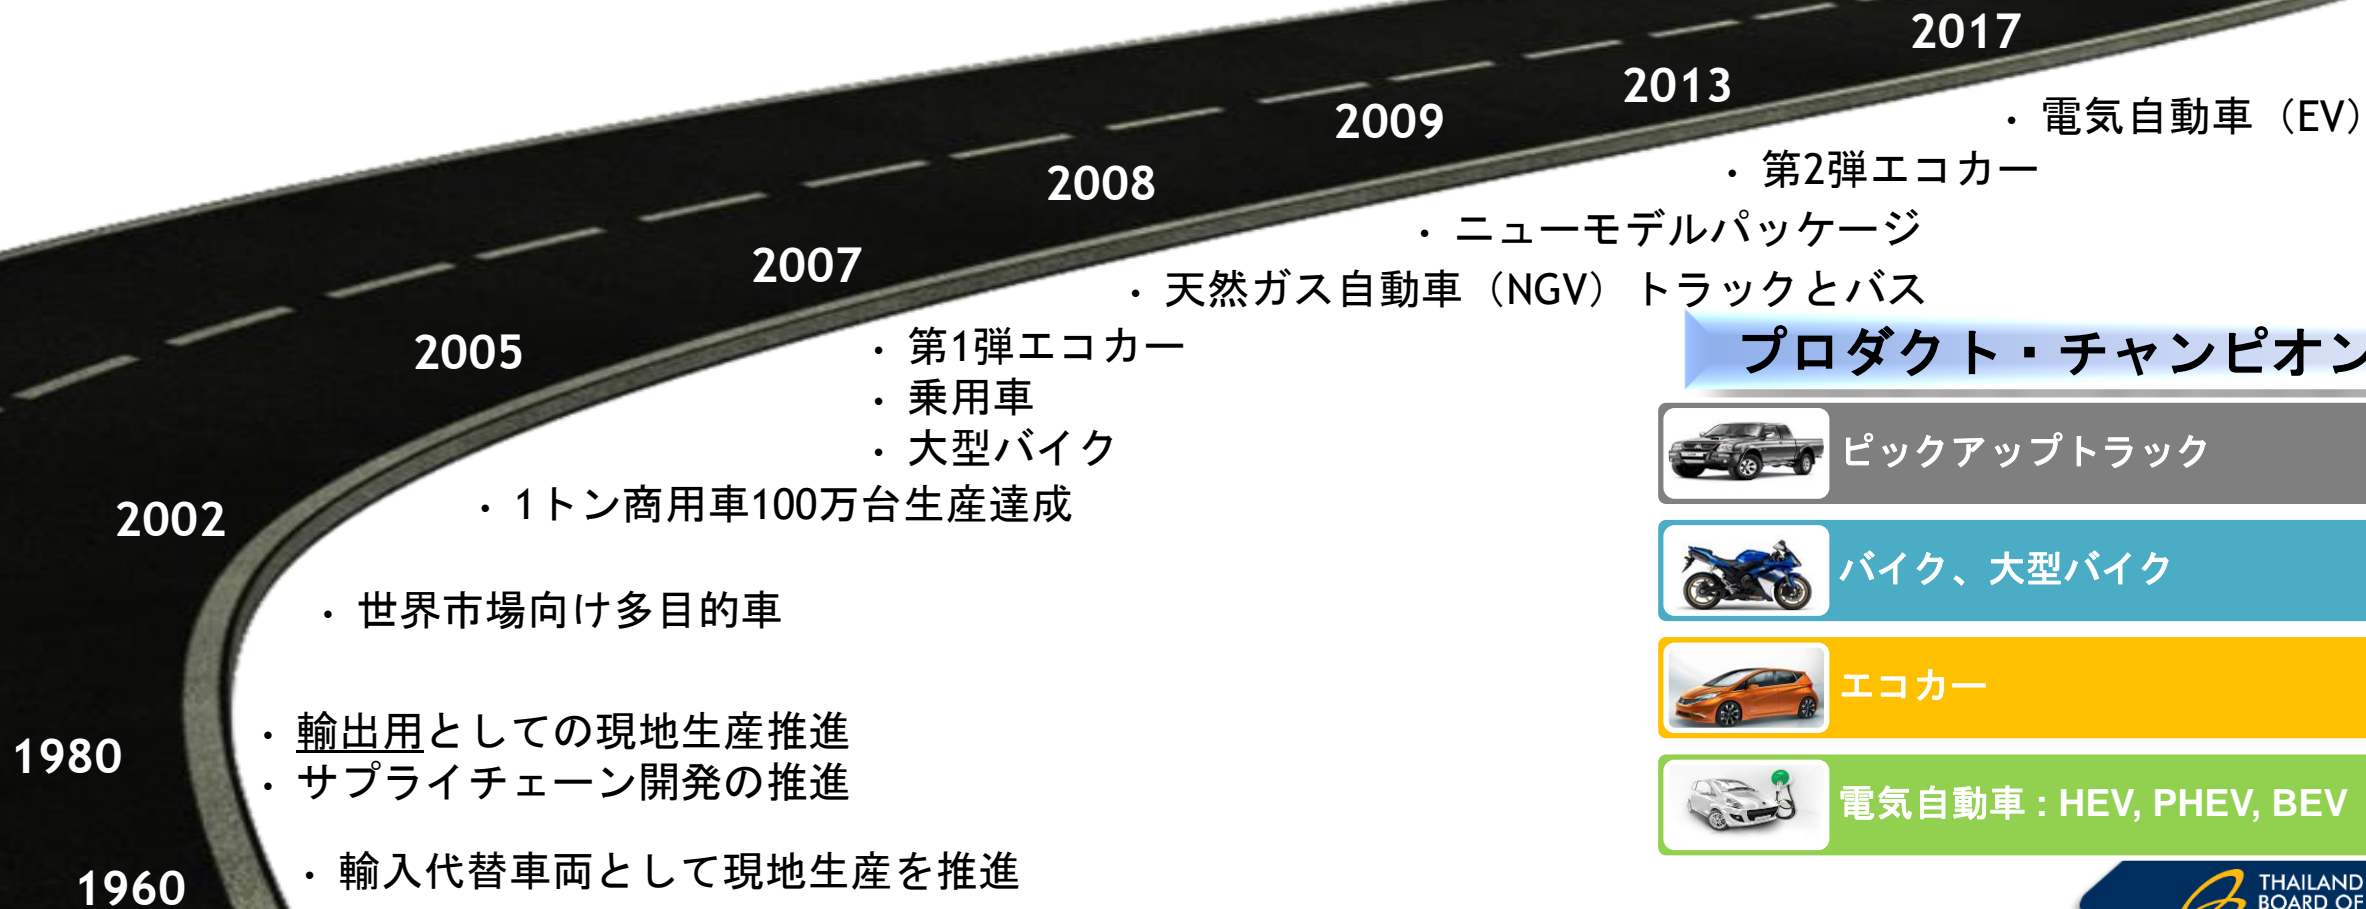 2017
・電気自動車（EV）
2013
・第2弾エコカー
2009
・ニューモデルパッケージ
2008
・天然ガス自動車（NGV）トラックとバス
2007
・第1弾エコカー
・乗用車
・大型バイク
2005
・1トン商用車100万台生産達成
2002
・世界市場向け多目的車
1980
・輸出用としての現地生産推進
・サプライチェーン開発の推進
1960
・輸入代替車両として現地生産を推進
プロダクト・チャンピオン
ピックアップトラック
バイク、大型バイク
エコカー
電気自動車 : HEV, PHEV, BEV
THAILAND
BOARD OF